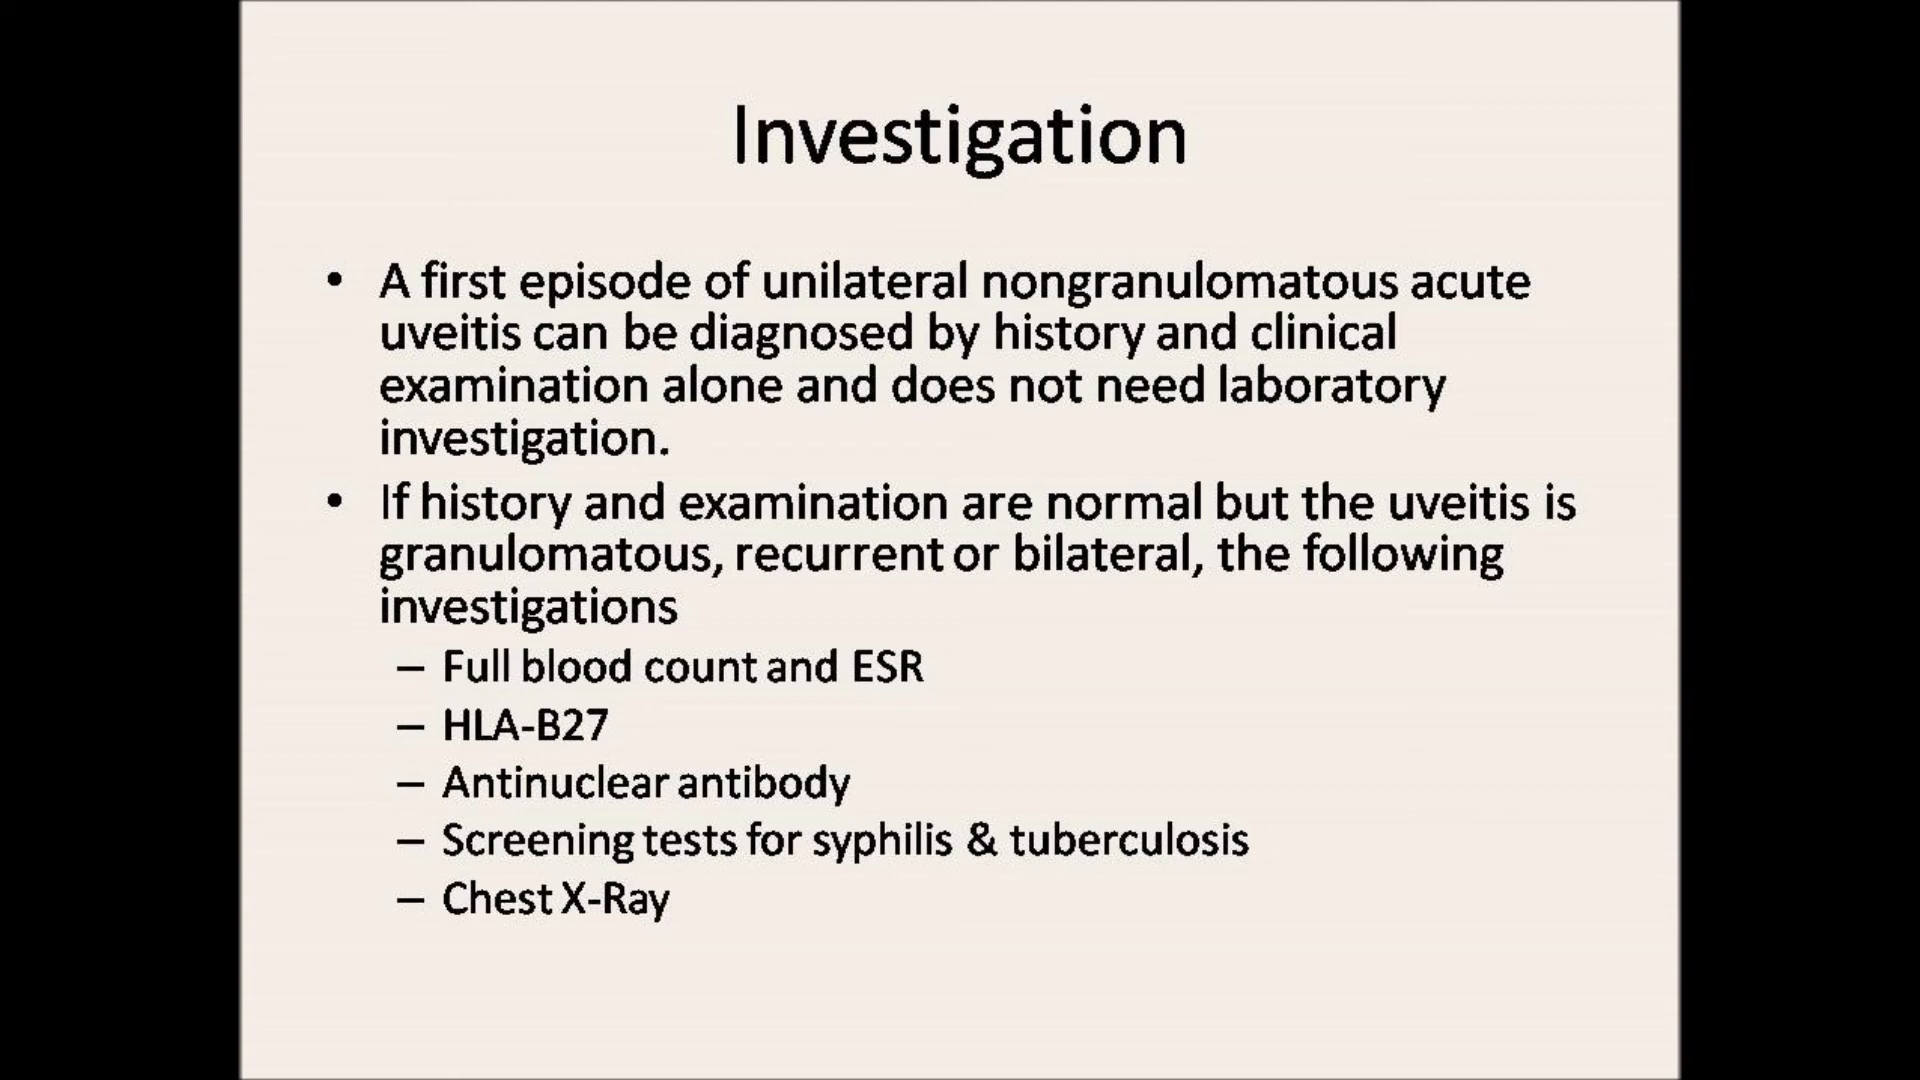 Investigation
• A first episode of unilateral nongranulomatous acute
uveitis can be diagnosed by history and clinical
examination alone and does not need laboratory
investigation.
• If history and examination are normal but the uveitis is
granulomatous, recurrent or bilateral, the following
investigations
– Full blood count and ESR
– HLA-B27
– Antinuclear antibody
– Screening tests for syphilis & tuberculosis
– Chest X-Ray